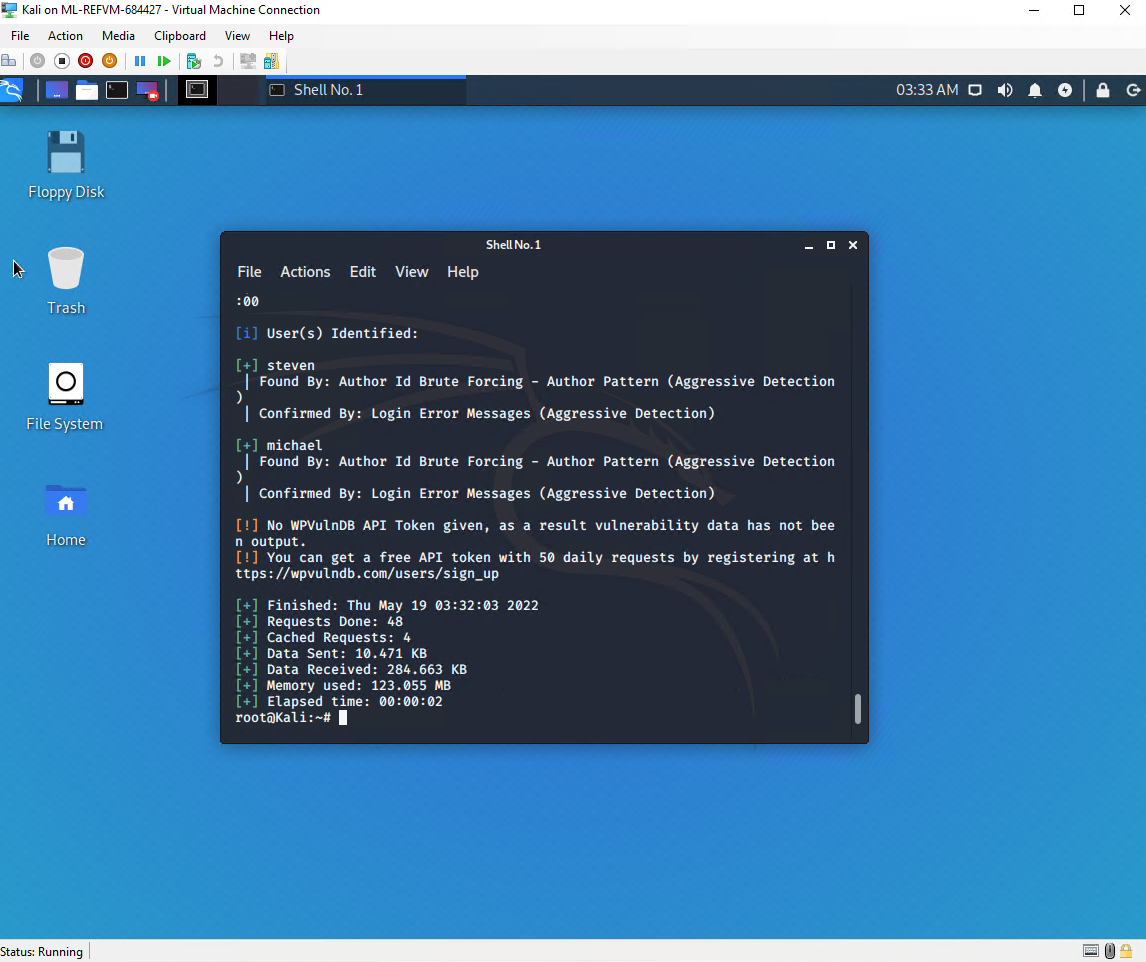 Kali on ML-REFVM-684427 - Virtual Machine Connection
File Action Media Clipboard View Help
Shell No. 1
03:33 AM
Floppy Disk
Trash
File System
Home
Shell No. 1
File Actions Edit View Help
:00
[i] User(s) Identified:
[+] steven
| Found By: Author Id Brute Forcing - Author Pattern (Aggressive Detection
)
| Confirmed By: Login Error Messages (Aggressive Detection)
[+] michael
| Found By: Author Id Brute Forcing - Author Pattern (Aggressive Detection
)
| Confirmed By: Login Error Messages (Aggressive Detection)
[!] No WPVulnDB API Token given, as a result vulnerability data has not bee
n output.
[!] You can get a free API token with 50 daily requests by registering at h
ttps://wpvulndb.com/users/sign_up
[+] Finished: Thu May 19 03:32:03 2022
[+] Requests Done: 48
[+] Cached Requests: 4
[+] Data Sent: 10.471 KB
[+] Data Received: 284.663 KB
[+] Memory used: 123.055 MB
[+] Elapsed time: 00:00:02
root@Kali:~#
Status: Running